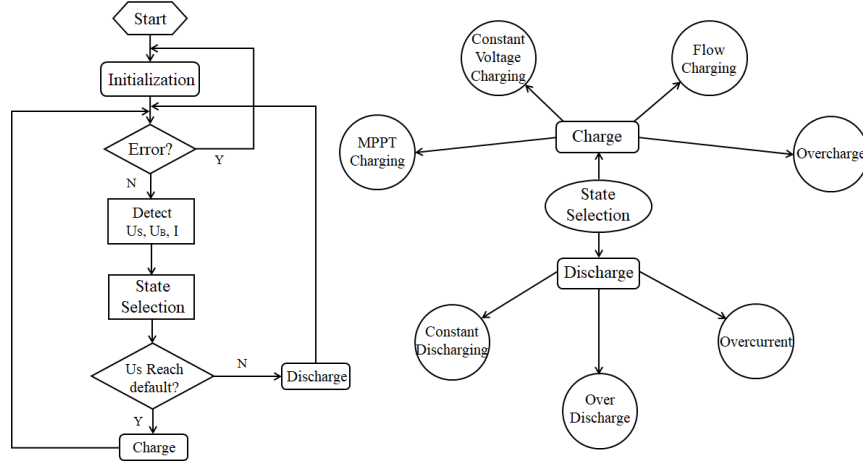 Start
Initialization
Error?
Y
N
Detect
Us, UB, I
State
Selection
Us Reach
default?
N
Discharge
Y
Charge
Constant
Voltage
Charging
Flow
Charging
MPPT
Charging
Charge
Overcharge
State
Selection
Discharge
Constant
Discharging
Overcurrent
Over
Discharge